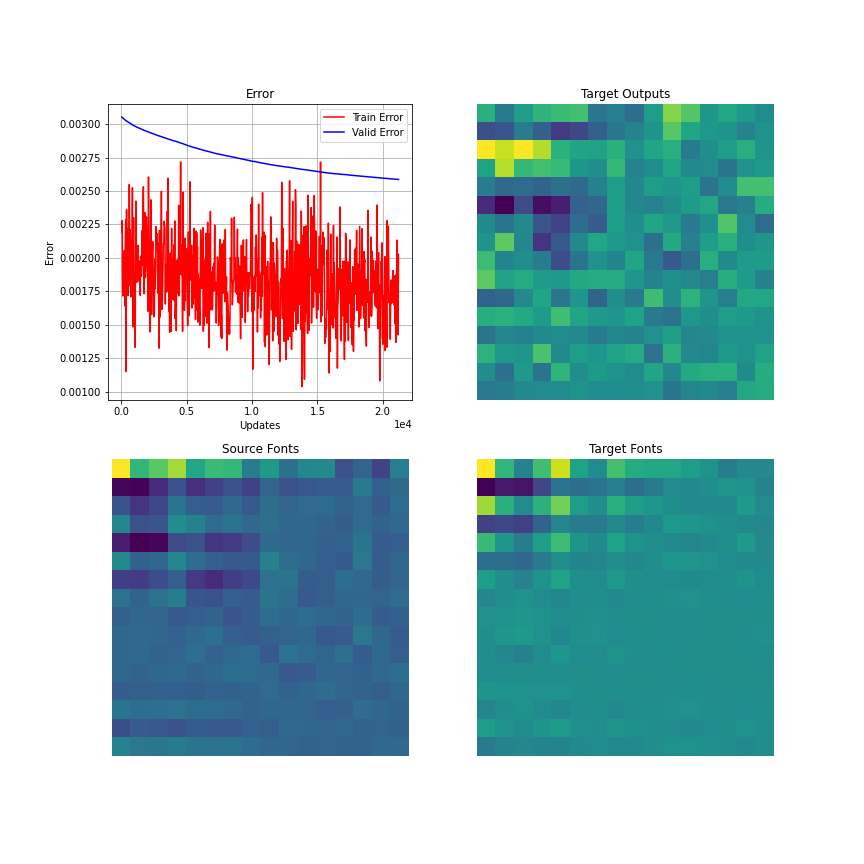 Error
Target Outputs
Train Error
Valid Error
0.00300
0.00275
0.00250
0.00225
0.00200
0.00175
0.00150
0.00125
0.00100
Error
0.0
0.5
1.0
1.5
2.0
1e4
Updates
Source Fonts
Target Fonts